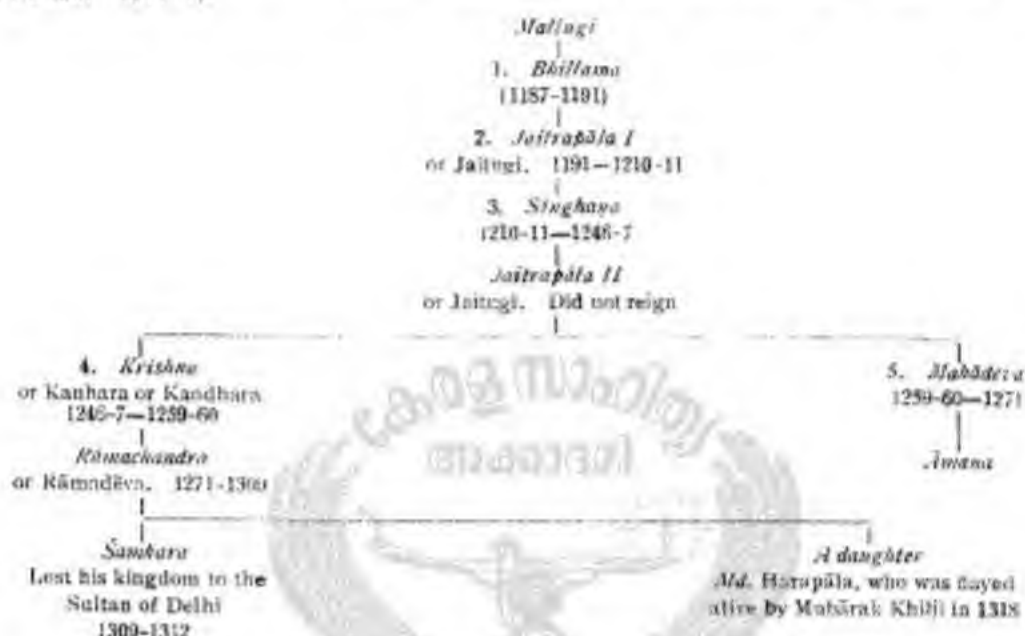 Mallugi
1. Bhillama
(1187-1191)
2. Jaitrapāla I
or Jaitugi. 1191—1210-11
3. Singhaṇa
1210-11—1246-7
Jaitrapāla II
or Jaitugi. Did not reign
4. Krishna
or Kanhara or Kandhara
1246-7—1259-60
5. Mahādeva
1259-60—1271
Rāmachandra
or Rāmadēva. 1271-1309
Āmana
Samkara
Lost his kingdom to the
Sultan of Delhi
1309-1312
A daughter
Md. Harapāla, who was flayed
alive by Mubārak Khilji in 1318
കേരള സാഹിത്യ